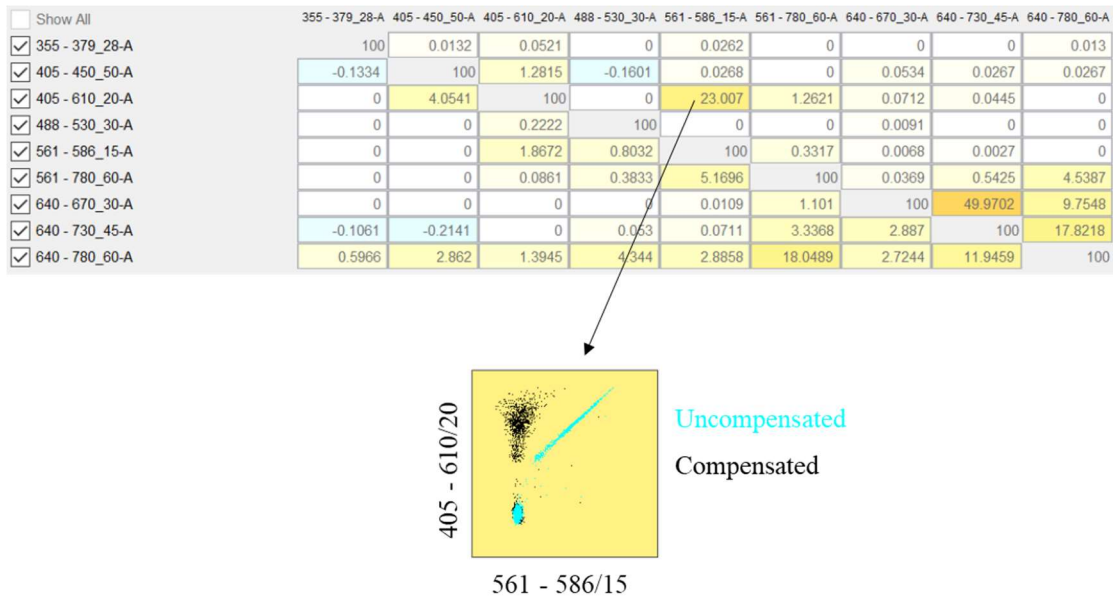 Show All 355 - 379_28-A 405 - 450_50-A 405 - 610_20-A 488 - 530_30-A 561 - 586_15-A 561 - 780_60-A 640 - 670_30-A 640 - 730_45-A 640 - 780_60-A
355 - 379_28-A 100 0.0132 0.0521 0 0.0262 0 0 0 0.013
405 - 450_50-A -0.1334 100 1.2815 -0.1601 0.0268 0 0.0534 0.0267 0.0267
405 - 610_20-A 0 4.0541 100 0 23.007 1.2621 0.0712 0.0445 0
488 - 530_30-A 0 0 0.2222 100 0 0 0.0091 0 0
561 - 586_15-A 0 0 1.8672 0.8032 100 0.3317 0.0068 0.0027 0
561 - 780_60-A 0 0 0.0861 0.3833 5.1696 100 0.0369 0.5425 4.5387
640 - 670_30-A 0 0 0 0 0.0109 1.101 100 49.9702 9.7548
640 - 730_45-A -0.1061 -0.2141 0 0.053 0.0711 3.3368 2.887 100 17.8218
640 - 780_60-A 0.5966 2.862 1.3945 4.344 2.8858 18.0489 2.7244 11.9459 100
405 - 610/20
Uncompensated
Compensated
561 - 586/15